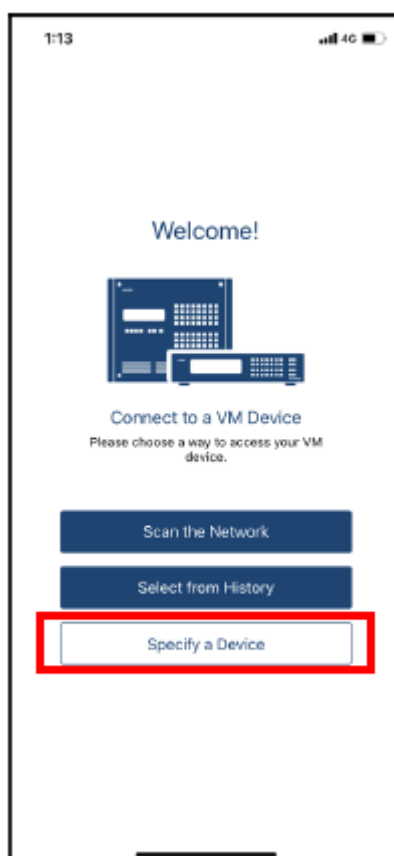 1:13
4G
Welcome!
Connect to a VM Device
Please choose a way to access your VM
device.
Scan the Network
Select from History
Specify a Device